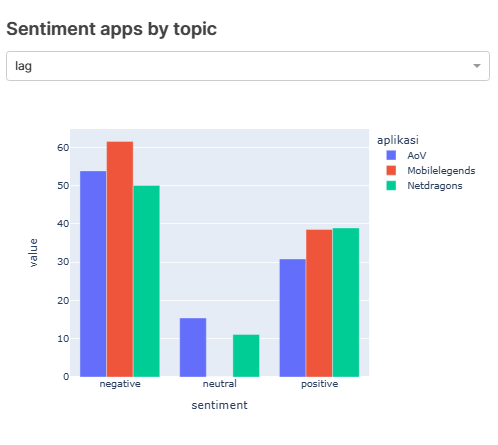 Sentiment apps by topic
lag
aplikasi
AoV
Mobilelegends
Netdragons
60
50
40
30
20
10
0
value
negative neutral positive
sentiment